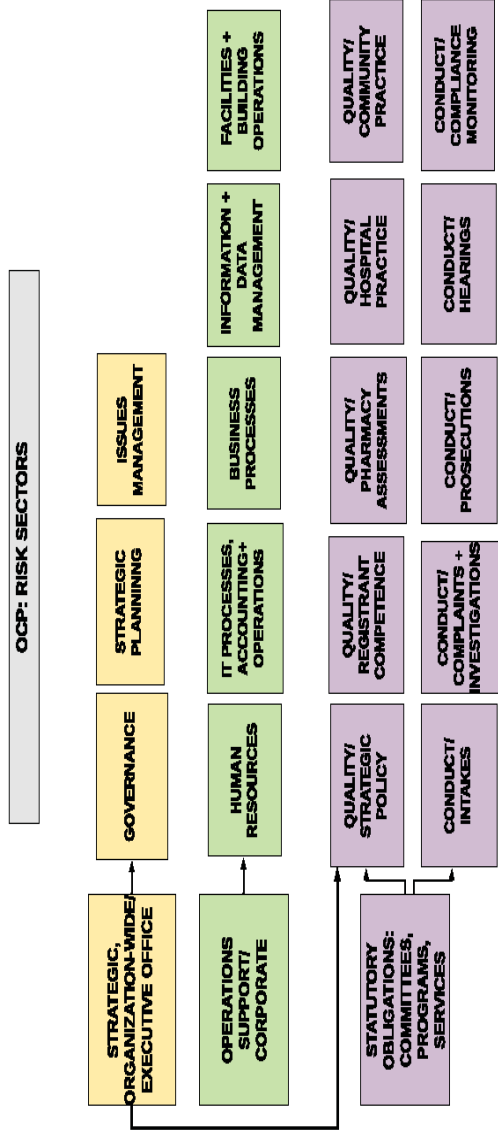 OCP: RISK SECTORS
STRATEGIC,
ORGANIZATION-WIDE/
EXECUTIVE OFFICE
GOVERNANCE
STRATEGIC
PLANNING
ISSUES
MANAGEMENT
OPERATIONS
SUPPORT/
CORPORATE
HUMAN
RESOURCES
IT PROCESSES,
ACCOUNTING+
OPERATIONS
BUSINESS
PROCESSES
INFORMATION +
DATA
MANAGEMENT
FACILITIES +
BUILDING
OPERATIONS
STATUTORY
OBLIGATIONS:
COMMITTEES,
PROGRAMS,
SERVICES
QUALITY/
STRATEGIC
POLICY
QUALITY/
REGISTRANT
COMPETENCE
QUALITY/
PHARMACY
ASSESSMENTS
QUALITY/
HOSPITAL
PRACTICE
QUALITY/
COMMUNITY
PRACTICE
CONDUCT/
INTAKES
CONDUCT/
COMPLAINTS +
INVESTIGATIONS
CONDUCT/
PROSECUTIONS
CONDUCT/
HEARINGS
CONDUCT/
COMPLIANCE
MONITORING